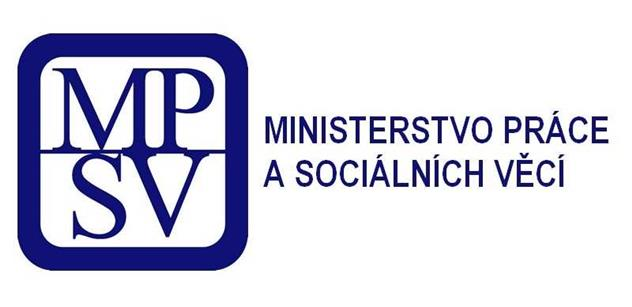 MP
SV
MINISTERSTVO PRÁCE
A SOCIÁLNÍCH VĚCÍ